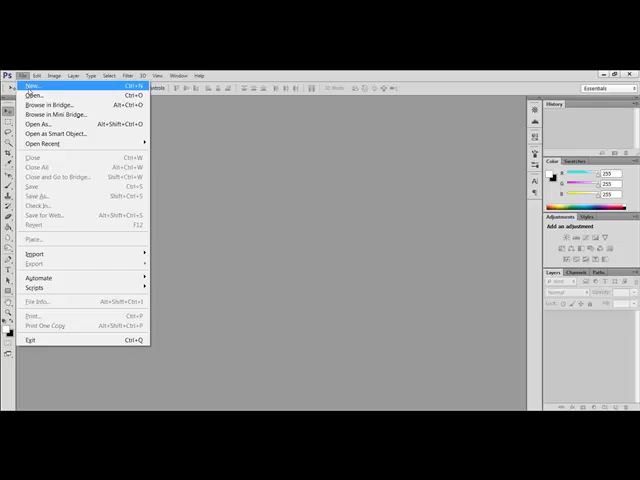 Ps File Edit Image Layer Type Select Filter 3D View Window Help
Essentials
New... Ctrl+N
Open... Ctrl+O
Browse in Bridge... Alt+Ctrl+O
Browse in Mini Bridge...
Open As... Alt+Shift+Ctrl+O
Open as Smart Object...
Open Recent
Close Ctrl+W
Close All Alt+Ctrl+W
Close and Go to Bridge... Shift+Ctrl+W
Save Ctrl+S
Save As... Shift+Ctrl+S
Check In...
Save for Web... Alt+Shift+Ctrl+S
Revert F12
Place...
Import
Export
Automate
Scripts
File Info... Alt+Shift+Ctrl+I
Print... Ctrl+P
Print One Copy Alt+Shift+Ctrl+P
Exit Ctrl+Q
History
Color Swatches
R 255
G 255
B 255
Adjustments Styles
Add an adjustment
Layers Channels Paths
Kind
Normal Opacity:
Lock: Fill: